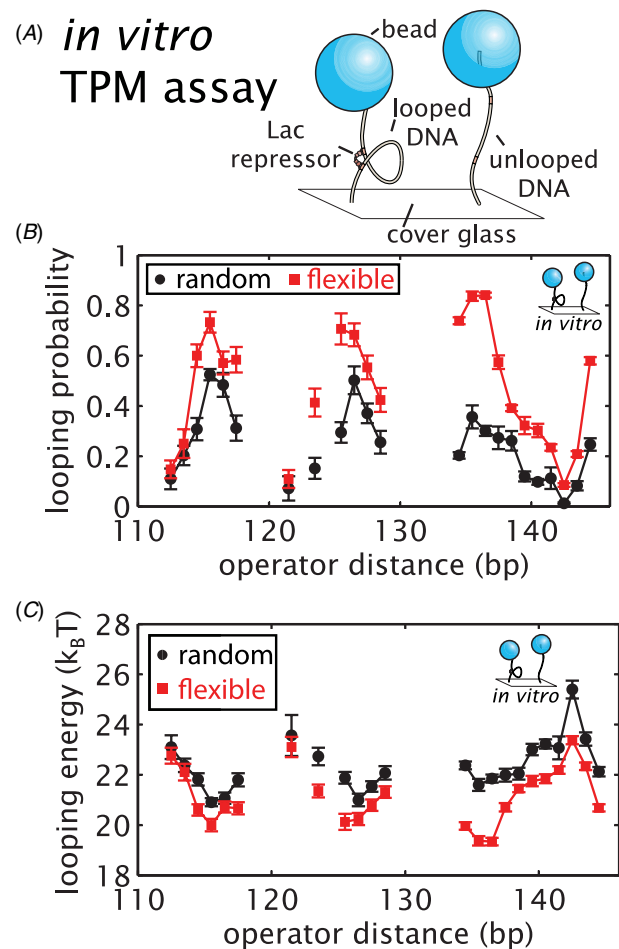 (A) in vitro
TPM assay
bead
looped
DNA
Lac
repressor
unlooped
DNA
cover glass
(B)
looping probability
1
0.8
0.6
0.4
0.2
0
random flexible
in vitro
110 120 130 140
operator distance (bp)
(C)
looping energy (kBT)
28
26
24
22
20
18
random
flexible
in vitro
110 120 130 140
operator distance (bp)